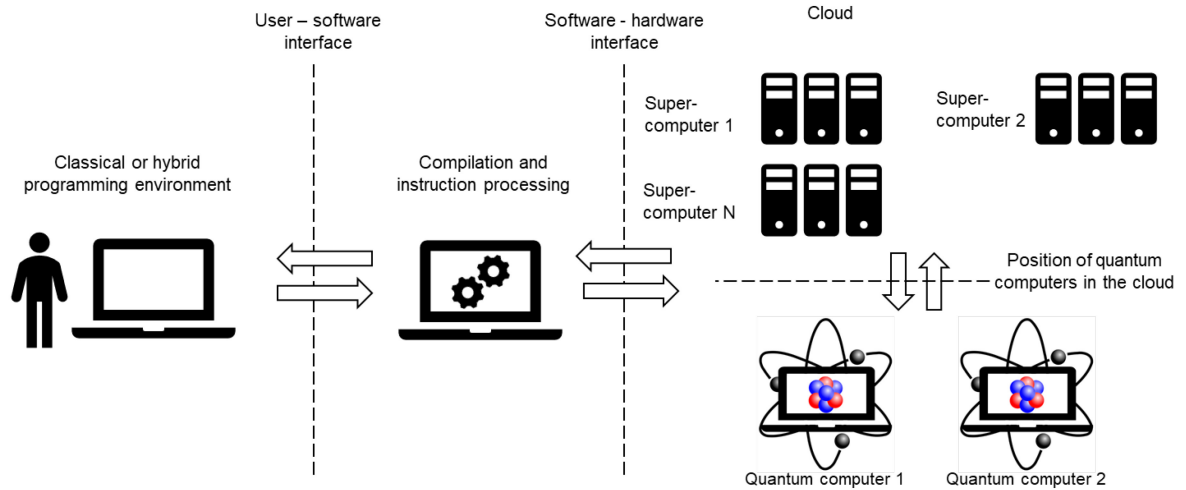 User – software
interface
Software - hardware
interface
Cloud
Super-
computer 1
Super-
computer 2
Classical or hybrid
programming environment
Compilation and
instruction processing
Super-
computer N
Position of quantum
computers in the cloud
Quantum computer 1
Quantum computer 2